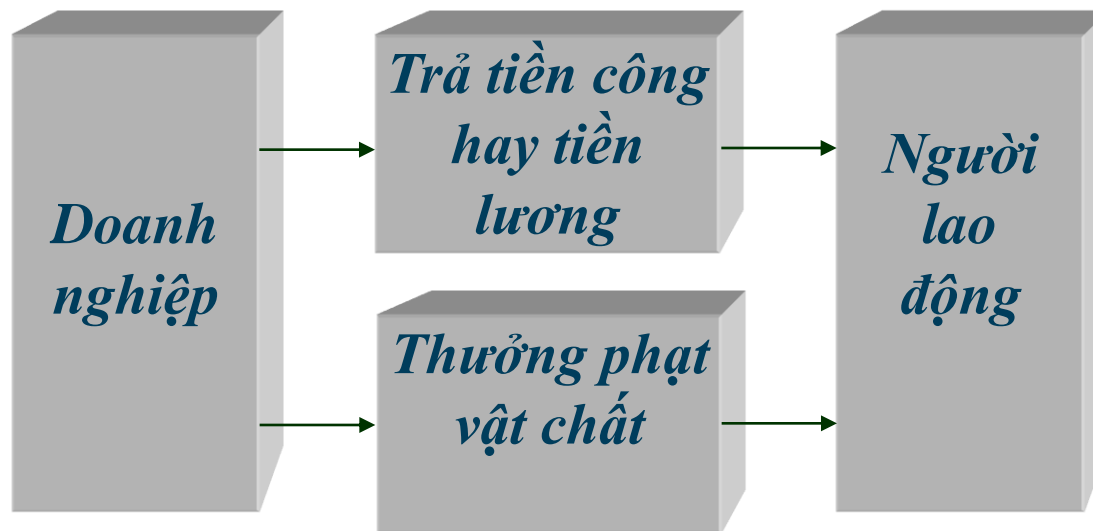 Doanh
nghiệp
Trả tiền công
hay tiền
lương
Thưởng phạt
vật chất
Người
lao
động